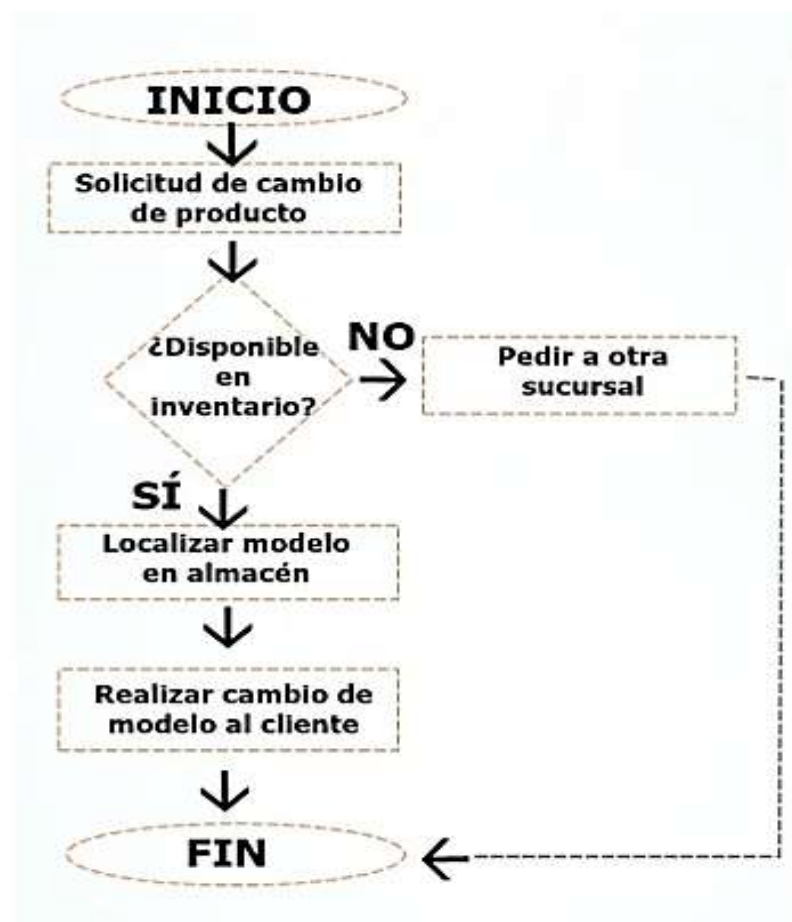 INICIO
Solicitud de cambio
de producto
¿Disponible
en
inventario?
NO
Pedir a otra
sucursal
SÍ
Localizar modelo
en almacén
Realizar cambio de
modelo al cliente
FIN